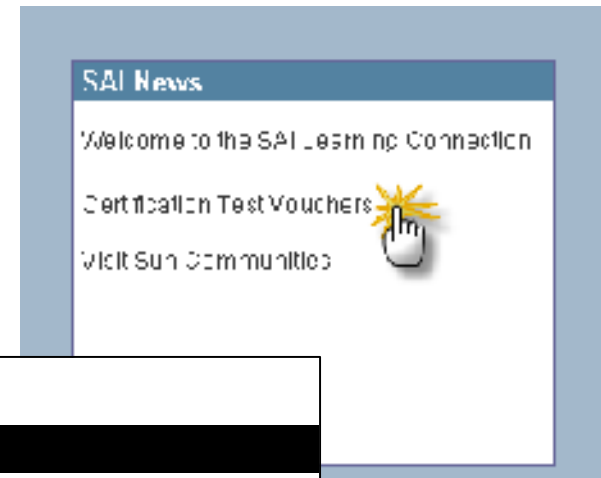 SAI News
Welcome to the SAI Learning Connection
Certification Test Vouchers
Visit Sun Communities